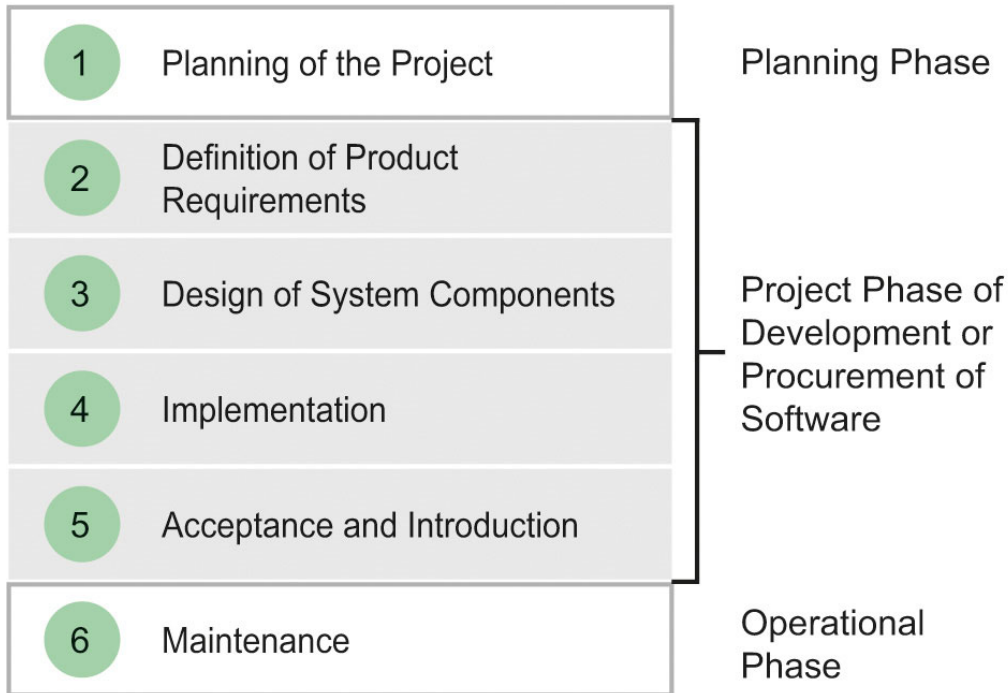 1 Planning of the Project
Planning Phase
2 Definition of Product
Requirements
3 Design of System Components
4 Implementation
5 Acceptance and Introduction
Project Phase of
Development or
Procurement of
Software
6 Maintenance
Operational
Phase